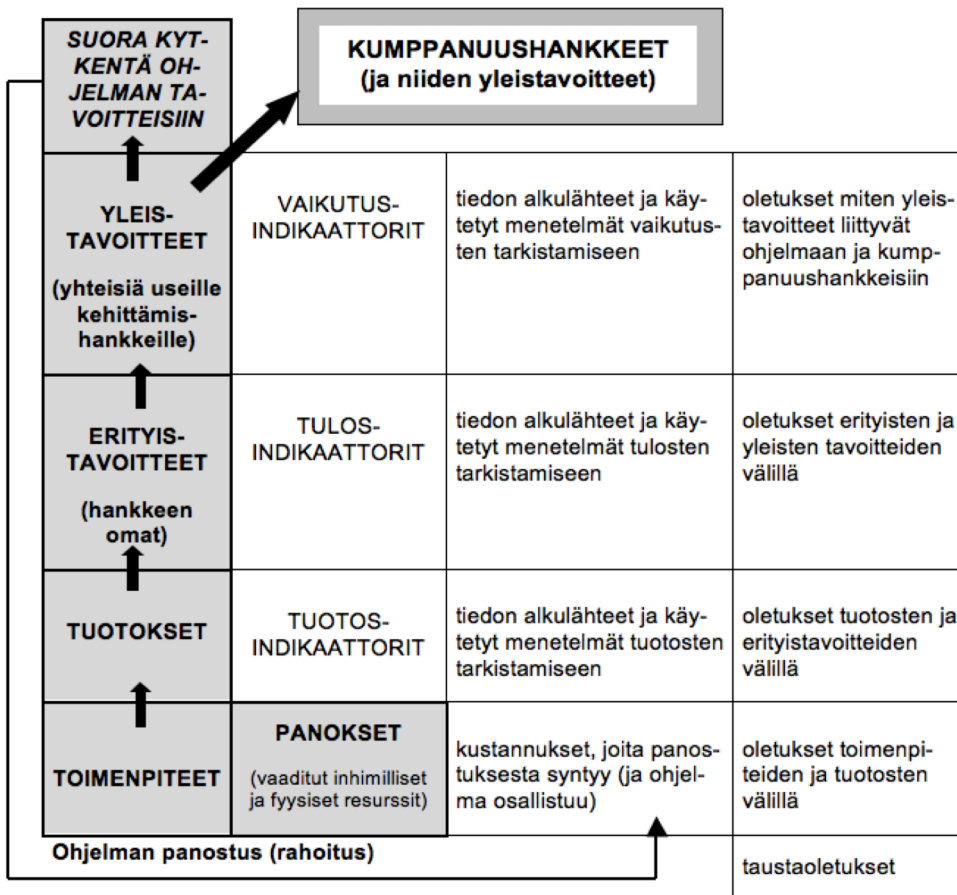 SUORA KYT-
KENTÄ OH-
JELMAN TA-
VOITTEISIIN
KUMPPANUUSHANKKEET
(ja niiden yleistavoitteet)
YLEIS-
TAVOITTEET
(yhteisiä useille
kehittämis-
hankkeille)
VAIKUTUS-
INDIKAATTORIT
tiedon alkulähteet ja käy-
tetyt menetelmät vaikutus-
ten tarkistamiseen
oletukset miten yleis-
tavoitteet liittyvät
ohjelmaan ja kump-
panuushankkeisiin
ERITYIS-
TAVOITTEET
(hankkeen
omat)
TULOS-
INDIKAATTORIT
tiedon alkulähteet ja käy-
tetyt menetelmät tulosten
tarkistamiseen
oletukset erityisten ja
yleisten tavoitteiden
välillä
TUOTOKSET
TUOTOS-
INDIKAATTORIT
tiedon alkulähteet ja käy-
tetyt menetelmät tuotosten
tarkistamiseen
oletukset tuotosten ja
erityistavoitteiden
välillä
TOIMENPITEET
PANOKSET
(vaaditut inhimilliset
ja fyysiset resurssit)
kustannukset, joita panos-
tuksesta syntyy (ja ohjel-
ma osallistuu)
oletukset toimenpi-
teiden ja tuotosten
välillä
Ohjelman panostus (rahoitus)
taustaoletukset